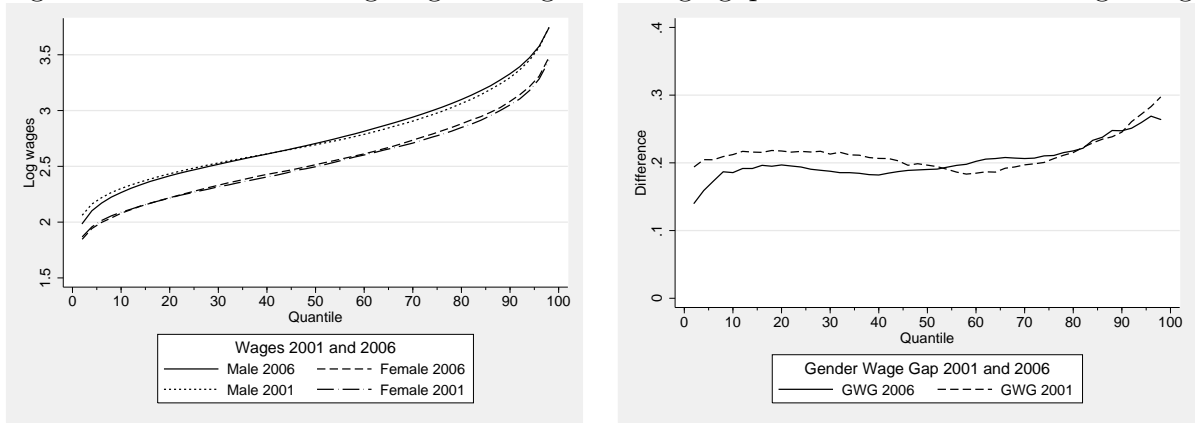 3.5
3
2.5
2
1.5
Log wages
0 10 20 30 40 50 60 70 80 90 100
Quantile
Wages 2001 and 2006
Male 2006 Female 2006
Male 2001 Female 2001
.4
.3
.2
.1
0
Difference
0 10 20 30 40 50 60 70 80 90 100
Quantile
Gender Wage Gap 2001 and 2006
GWG 2006 GWG 2001